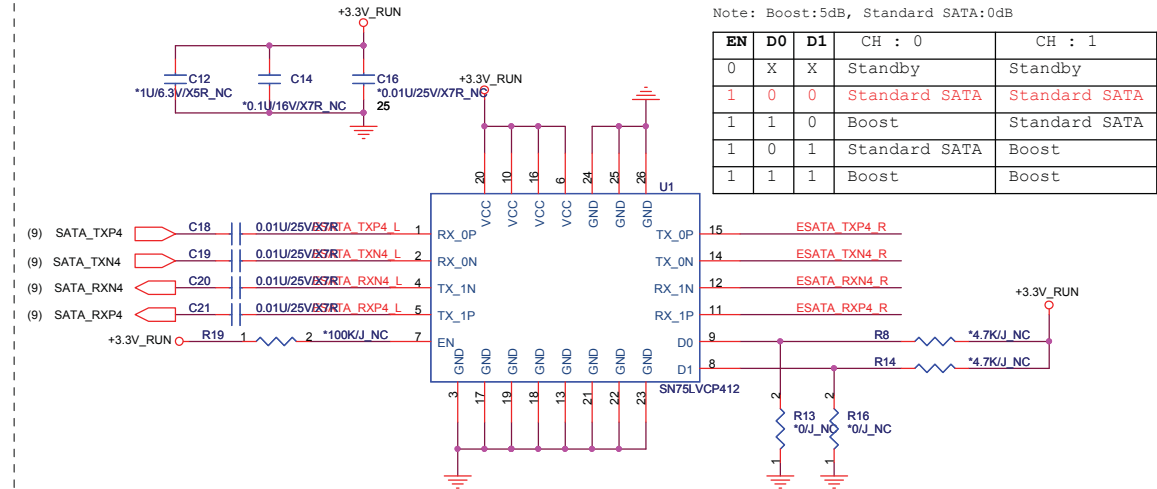 +3.3V_RUN
Note: Boost:5dB, Standard SATA:0dB
EN D0 D1 CH : 0 CH : 1
0 X X Standby Standby
1 0 0 Standard SATA Standard SATA
1 1 0 Boost Standard SATA
1 0 1 Standard SATA Boost
1 1 1 Boost Boost
C12
*1U/6.3V/X5R_NC
C14
*0.1U/16V/X7R_NC
C16
*0.01U/25V/X7R_NC
25
+3.3V_RUN
20 10 16 6 24 25 26
U1
VCC VCC VCC VCC GND GND GND
(9) SATA_TXP4 C18 0.01U/25V/X7R ESATA_TXP4_L 1 RX_0P TX_0P 15 ESATA_TXP4_R
(9) SATA_TXN4 C19 0.01U/25V/X7R ESATA_TXN4_L 2 RX_0N TX_0N 14 ESATA_TXN4_R
(9) SATA_RXN4 C20 0.01U/25V/X7R ESATA_RXN4_L 4 TX_1N RX_1N 12 ESATA_RXN4_R
(9) SATA_RXP4 C21 0.01U/25V/X7R ESATA_RXP4_L 5 TX_1P RX_1P 11 ESATA_RXP4_R
+3.3V_RUN
+3.3V_RUN R19 1 2 *100K/J_NC 7 EN D0 9 R8 *4.7K/J_NC
D1 8 R14 *4.7K/J_NC
GND GND GND GND GND GND GND
SN75LVCP412
3 17 19 18 13 21 22 23
2 2
R13
*0/J_NC
R16
*0/J_NC
1 1